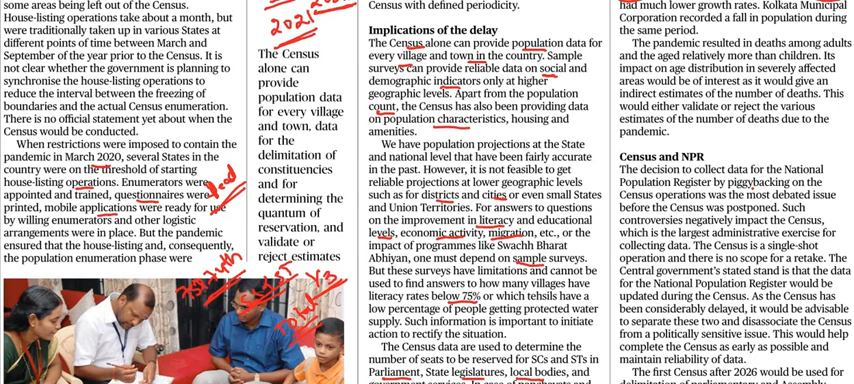 some areas being left out of the Census.
House-listing operations take about a month, but
were traditionally taken up in various States at
different points of time between March and
September of the year prior to the Census. It is
not clear whether the government is planning to
synchronise the house-listing operations to
reduce the interval between the freezing of
boundaries and the actual Census enumeration.
There is no official statement yet about when the
Census would be conducted.
When restrictions were imposed to contain the
pandemic in March 2020, several States in the
country were on the threshold of starting
house-listing operations. Enumerators were
appointed and trained, questionnaires were
printed, mobile applications were ready for use
by willing enumerators and other logistic
arrangements were in place. But the pandemic
ensured that the house-listing and, consequently,
the population enumeration phase were
2021
The Census
alone can
provide
population data
for every village
and town, data
for the
delimitation of
constituencies
and for
determining the
quantum of
reservation, and
validate or
reject estimates
Census with defined periodicity.
Implications of the delay
The Census alone can provide population data for
every village and town in the country. Sample
surveys can provide reliable data on social and
demographic indicators only at higher
geographic levels. Apart from the population
count, the Census has also been providing data
on population characteristics, housing and
amenities.
We have population projections at the State
and national level that have been fairly accurate
in the past. However, it is not feasible to get
reliable projections at lower geographic levels
such as for districts and cities or even small States
and Union Territories. For answers to questions
on the improvement in literacy and educational
levels, economic activity, migration, etc., or the
impact of programmes like Swachh Bharat
Abhiyan, one must depend on sample surveys.
But these surveys have limitations and cannot be
used to find answers to how many villages have
literacy rates below 75% or which tehsils have a
low percentage of people getting protected water
supply. Such information is important to initiate
action to rectify the situation.
The Census data are used to determine the
number of seats to be reserved for SCs and STs in
Parliament, State legislatures, local bodies, and
had much lower growth rates. Kolkata Municipal
Corporation recorded a fall in population during
the same period.
The pandemic resulted in deaths among adults
and the aged relatively more than children. Its
impact on age distribution in severely affected
areas would be of interest as it would give an
indirect estimates of the number of deaths. This
would either validate or reject the various
estimates of the number of deaths due to the
pandemic.
Census and NPR
The decision to collect data for the National
Population Register by piggybacking on the
Census operations was the most debated issue
before the Census was postponed. Such
controversies negatively impact the Census,
which is the largest administrative exercise for
collecting data. The Census is a single-shot
operation and there is no scope for a retake. The
Central government's stated stand is that the data
for the National Population Register would be
updated during the Census. As the Census has
been considerably delayed, it would be advisable
to separate these two and disassociate the Census
from a politically sensitive issue. This would help
complete the Census as early as possible and
maintain reliability of data.
The first Census after 2026 would be used for
delimitation of parliamentary and Assembly